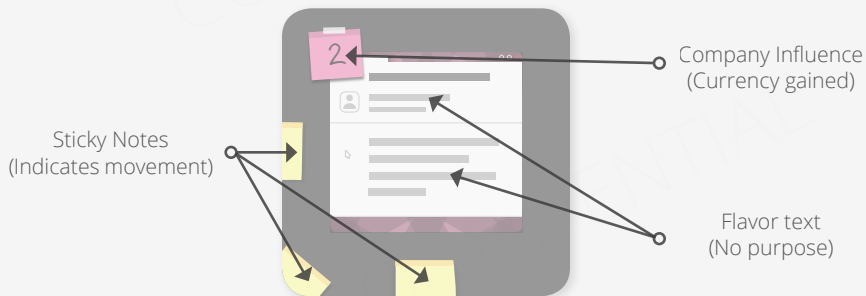 2
Company Influence
(Currency gained)
Sticky Notes
(Indicates movement)
Flavor text
(No purpose)